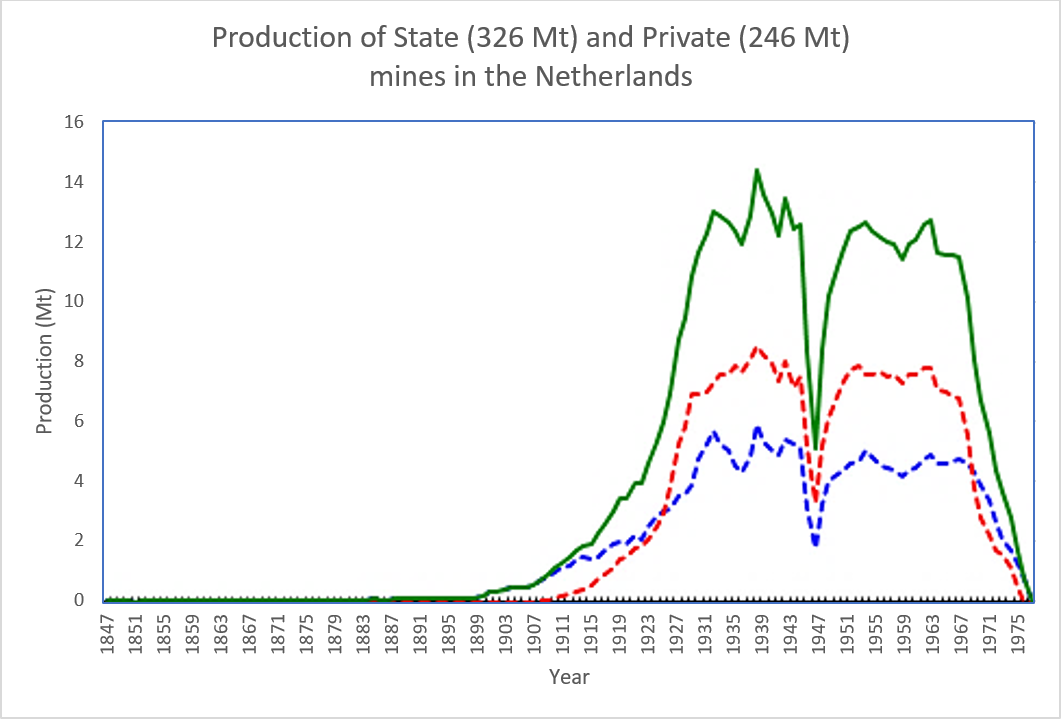 Production of State (326 Mt) and Private (246 Mt)
mines in the Netherlands
Production (Mt)
16
14
12
10
8
6
4
2
0
1847 1851 1855 1859 1863 1867 1871 1875 1879 1883 1887 1891 1895 1899 1903 1907 1911 1915 1919 1923 1927 1931 1935 1939 1943 1947 1951 1955 1959 1963 1967 1971 1975
Year